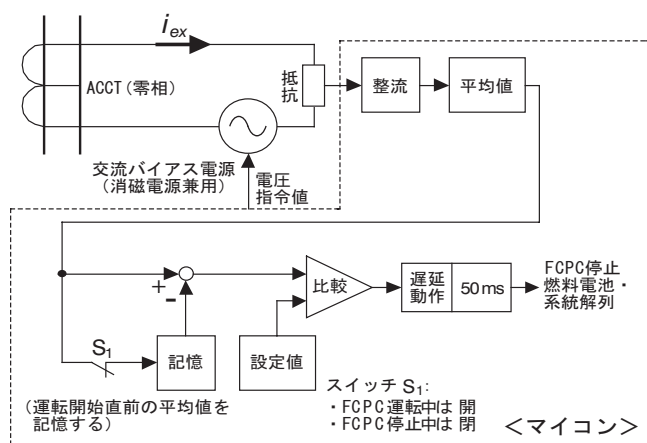 iex
ACCT(零相)
抵抗
整流
平均値
交流バイアス電源
(消磁電源兼用)
電圧
指令値
+
-
比較
遅延
動作
50ms
FCPC停止
燃料電池・
系統解列
S1
記憶
設定値
(運転開始直前の平均値を
記憶する)
スイッチS1:
・FCPC運転中は 開
・FCPC停止中は 閉
<マイコン>